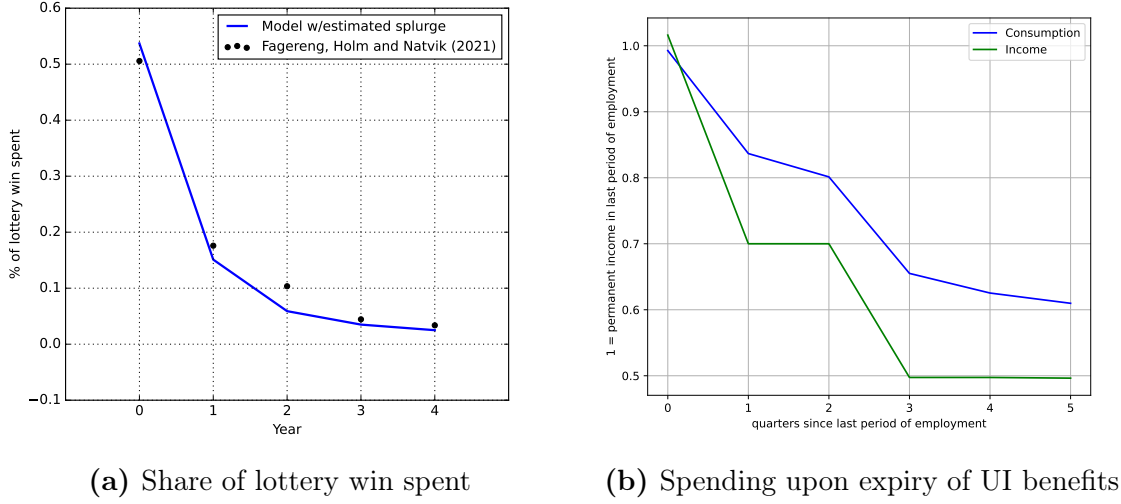 0.6
0.5
0.4
0.3
0.2
0.1
0.0
−0.1
0
1
2
3
4
% of lottery win spent
Year
Model w/estimated splurge
Fagereng, Holm and Natvik (2021)
(a) Share of lottery win spent
1.0
0.9
0.8
0.7
0.6
0.5
0
1
2
3
4
5
1 = permanent income in last period of employment
quarters since last period of employment
Consumption
Income
(b) Spending upon expiry of UI benefits